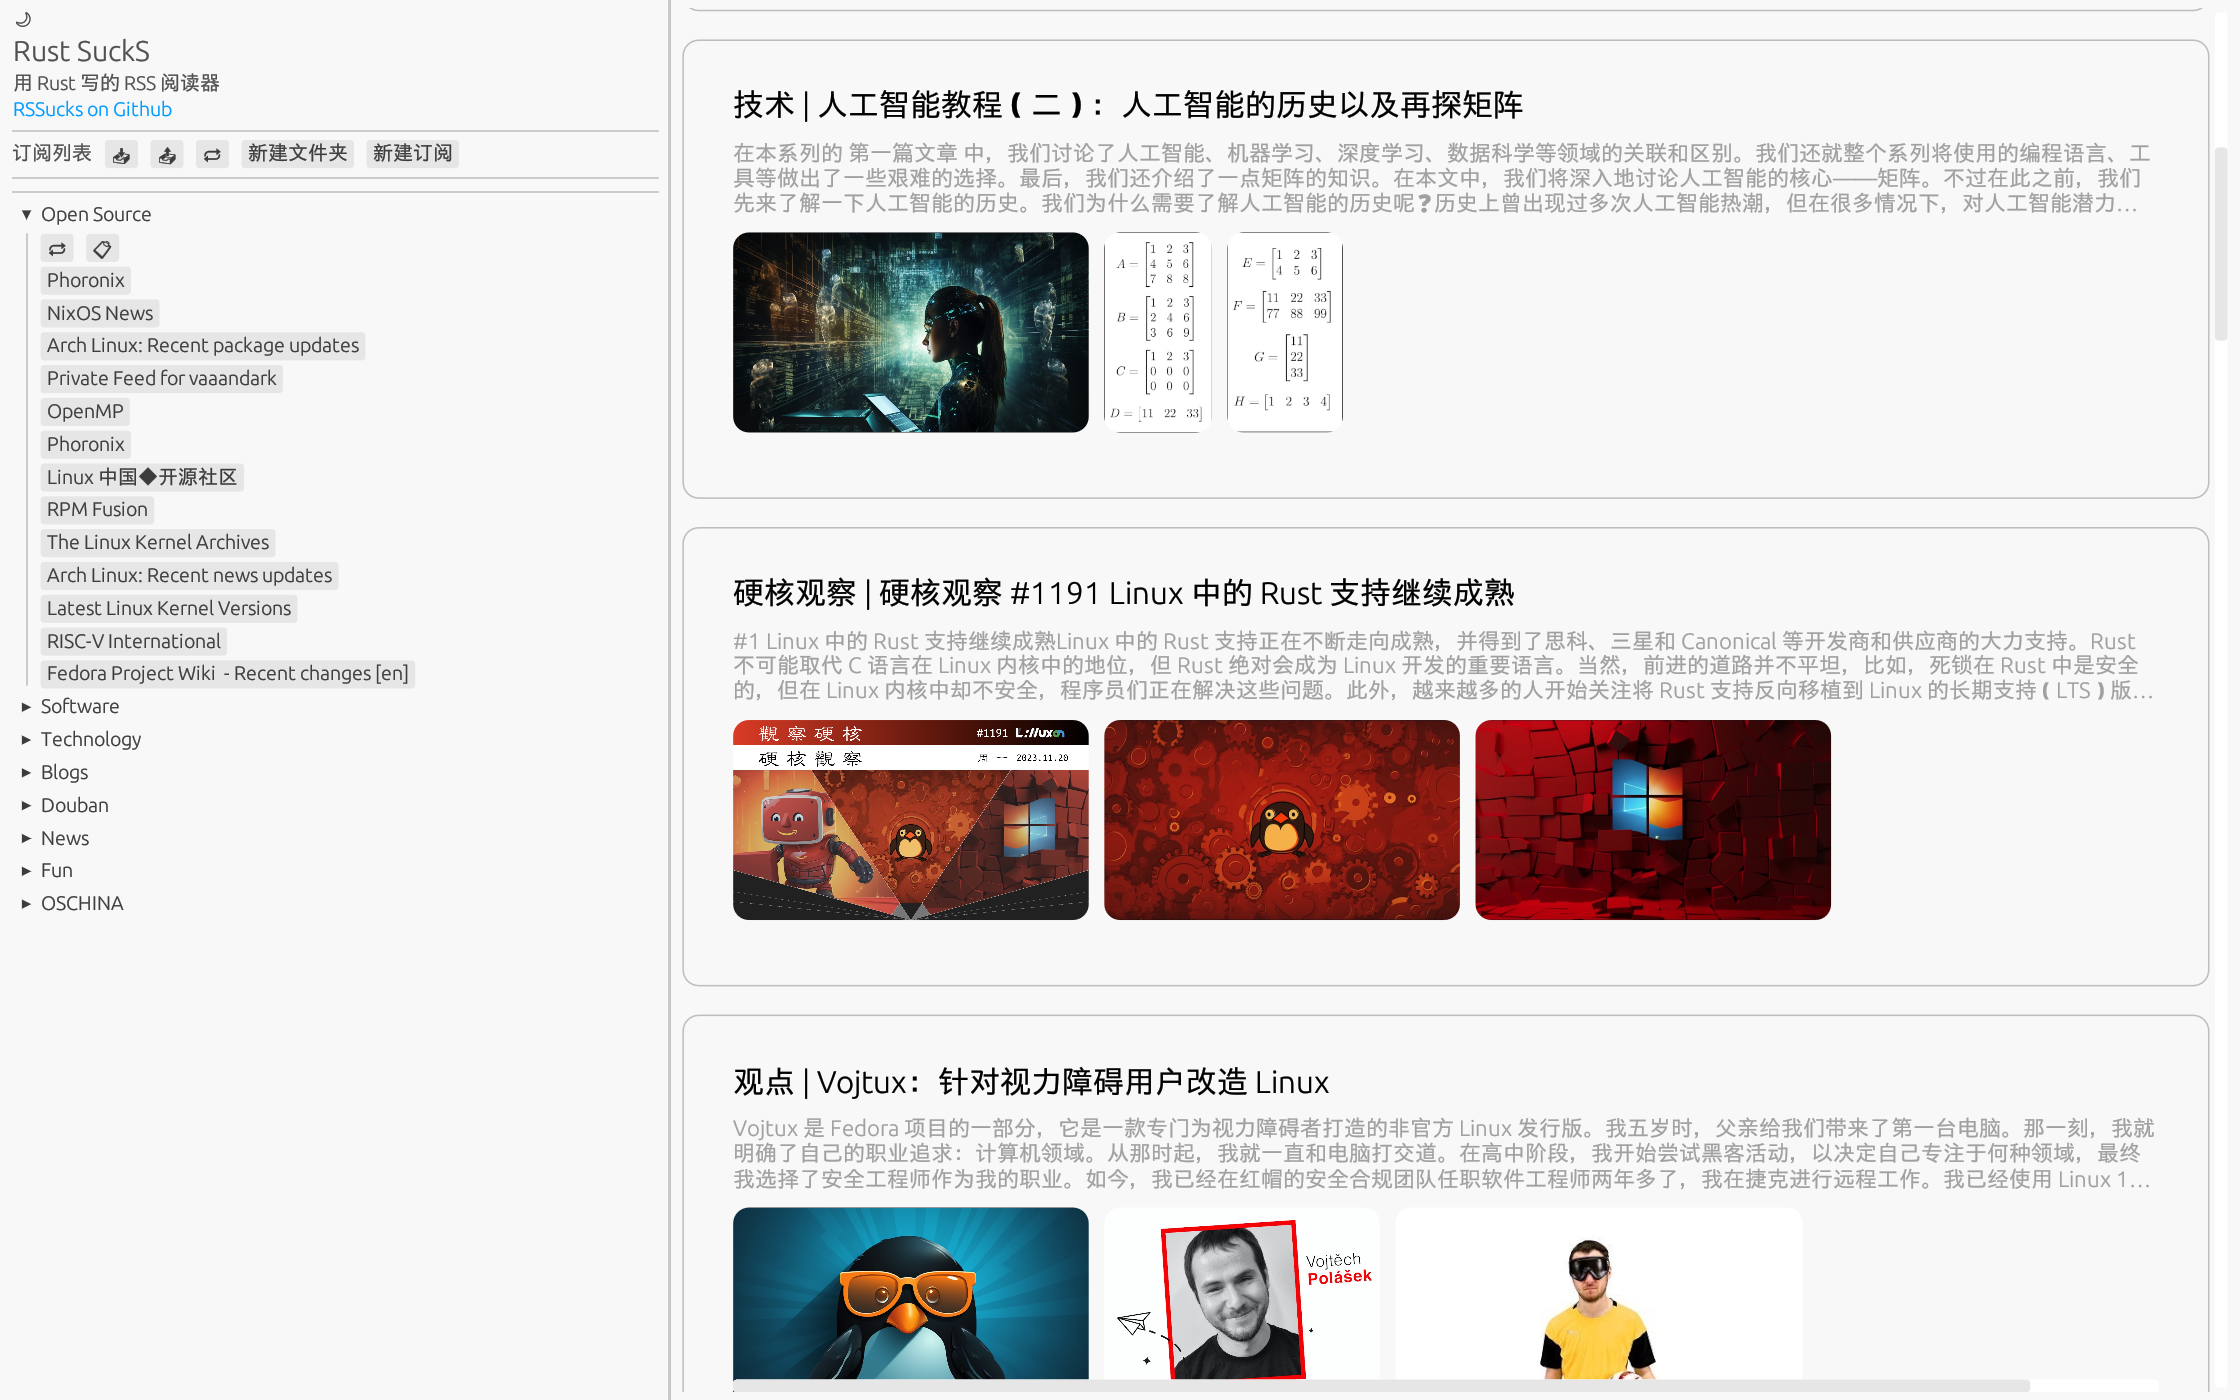 Rust SuckS
用 Rust 写的 RSS 阅读器
RSSucks on Github
订阅列表 新建文件夹 新建订阅
Open Source
Phoronix
NixOS News
Arch Linux: Recent package updates
Private Feed for vaaandark
OpenMP
Phoronix
Linux 中国◆开源社区
RPM Fusion
The Linux Kernel Archives
Arch Linux: Recent news updates
Latest Linux Kernel Versions
RISC-V International
Fedora Project Wiki - Recent changes [en]
Software
Technology
Blogs
Douban
News
Fun
OSCHINA
技术 | 人工智能教程（二）：人工智能的历史以及再探矩阵
在本系列的 第一篇文章 中，我们讨论了人工智能、机器学习、深度学习、数据科学等领域的关联和区别。我们还就整个系列将使用的编程语言、工
具等做出了一些艰难的选择。最后，我们还介绍了一点矩阵的知识。在本文中，我们将深入地讨论人工智能的核心——矩阵。不过在此之前，我们
先来了解一下人工智能的历史。我们为什么需要了解人工智能的历史呢？历史上曾出现过多次人工智能热潮，但在很多情况下，对人工智能潜力…
A = [1 2 3
4 5 6
7 8 8]
B = [1 2 3
2 4 6
3 6 9]
C = [1 2 3
0 0 0
0 0 0]
D = [11 22 33]
E = [1 2 3
4 5 6]
F = [11 22 33
77 88 99]
G = [11
22
33]
H = [1 2 3 4]
硬核观察 | 硬核观察 #1191 Linux 中的 Rust 支持继续成熟
#1 Linux 中的 Rust 支持继续成熟Linux 中的 Rust 支持正在不断走向成熟，并得到了思科、三星和 Canonical 等开发商和供应商的大力支持。Rust
不可能取代 C 语言在 Linux 内核中的地位，但 Rust 绝对会成为 Linux 开发的重要语言。当然，前进的道路并不平坦，比如，死锁在 Rust 中是安全
的，但在 Linux 内核中却不安全，程序员们正在解决这些问题。此外，越来越多的人开始关注将 Rust 支持反向移植到 Linux 的长期支持（LTS）版…
觀察硬核 #1191 L://uxcn
硬核觀察 周一 2023.11.20
观点 | Vojtux：针对视力障碍用户改造 Linux
Vojtux 是 Fedora 项目的一部分，它是一款专门为视力障碍者打造的非官方 Linux 发行版。我五岁时，父亲给我们带来了第一台电脑。那一刻，我就
明确了自己的职业追求：计算机领域。从那时起，我就一直和电脑打交道。在高中阶段，我开始尝试黑客活动，以决定自己专注于何种领域，最终
我选择了安全工程师作为我的职业。如今，我已经在红帽的安全合规团队任职软件工程师两年多了，我在捷克进行远程工作。我已经使用 Linux 1…
Vojtěch
Polášek